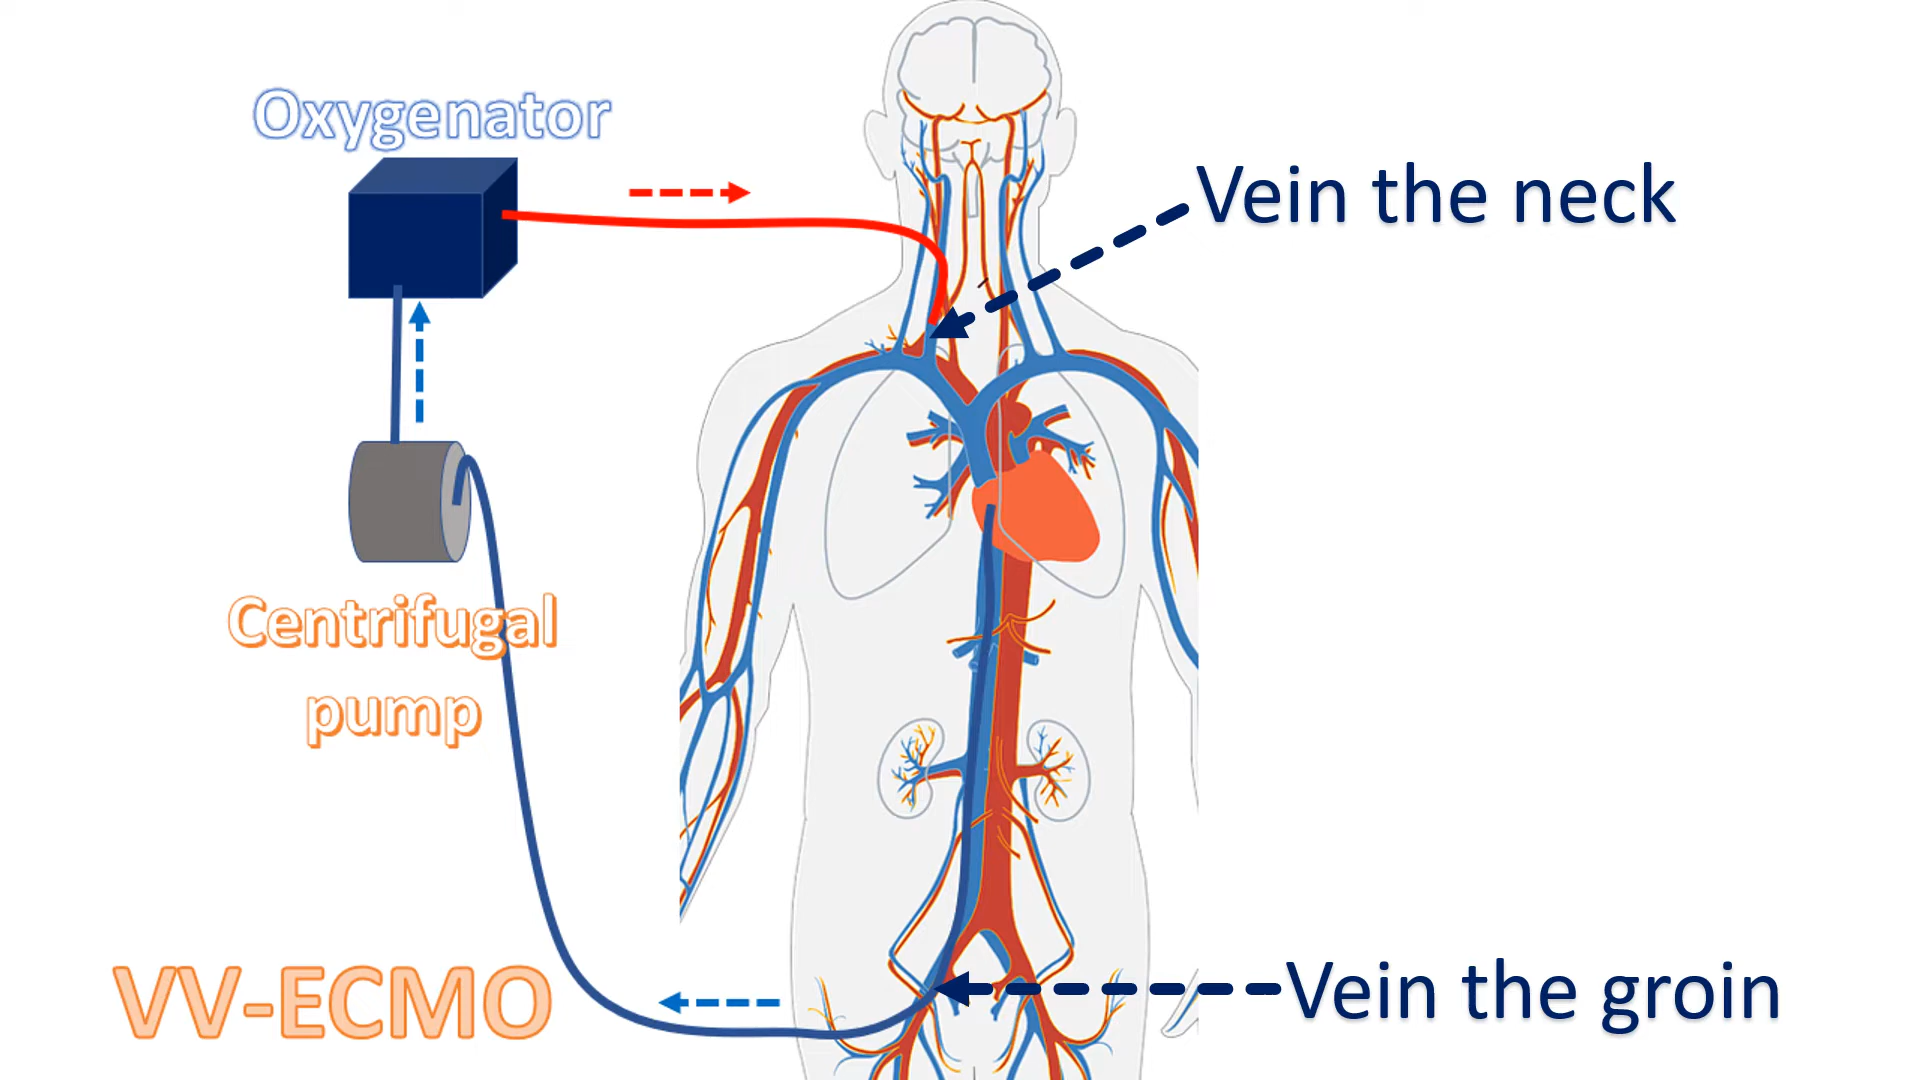 Oxygenator
Vein the neck
Centrifugal
pump
VV-ECMO
Vein the groin